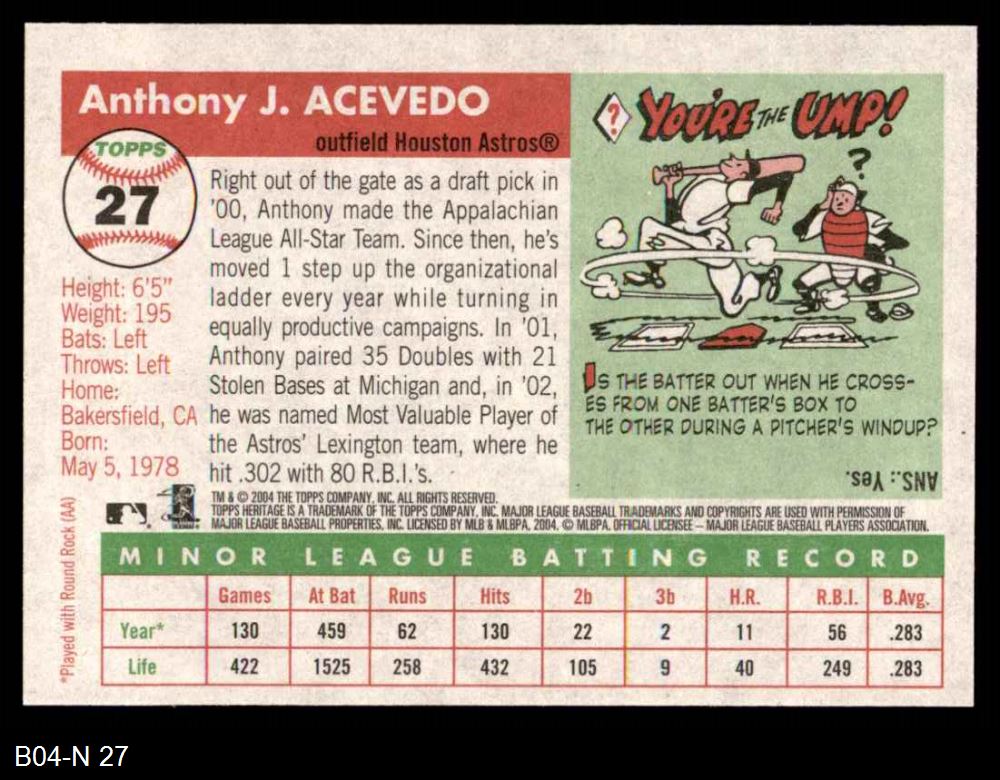 Anthony J. ACEVEDO
outfield Houston Astros®
TOPPS
27
Height: 6'5"
Weight: 195
Bats: Left
Throws: Left
Home:
Bakersfield, CA
Born:
May 5, 1978
Right out of the gate as a draft pick in
'00, Anthony made the Appalachian
League All-Star Team. Since then, he's
moved 1 step up the organizational
ladder every year while turning in
equally productive campaigns. In '01,
Anthony paired 35 Doubles with 21
Stolen Bases at Michigan and, in '02,
he was named Most Valuable Player of
the Astros' Lexington team, where he
hit .302 with 80 R.B.I.'s.
? YOU'RE THE UMP!
?
IS THE BATTER OUT WHEN HE CROSS-
ES FROM ONE BATTER'S BOX TO
THE OTHER DURING A PITCHER'S WINDUP?
ANS.: Yes.
TM & © 2004 THE TOPPS COMPANY, INC. ALL RIGHTS RESERVED.
TOPPS HERITAGE IS A TRADEMARK OF THE TOPPS COMPANY, INC. MAJOR LEAGUE BASEBALL TRADEMARKS AND COPYRIGHTS ARE USED WITH PERMISSION OF
MAJOR LEAGUE BASEBALL PROPERTIES, INC. LICENSED BY MLB & MLBPA, 2004. © MLBPA. OFFICIAL LICENSEE – MAJOR LEAGUE BASEBALL PLAYERS ASSOCIATION.
*Played with Round Rock (AA)
MINOR LEAGUE BATTING RECORD
Games At Bat Runs Hits 2b 3b H.R. R.B.I. B.Avg.
Year* 130 459 62 130 22 2 11 56 .283
Life 422 1525 258 432 105 9 40 249 .283
B04-N 27